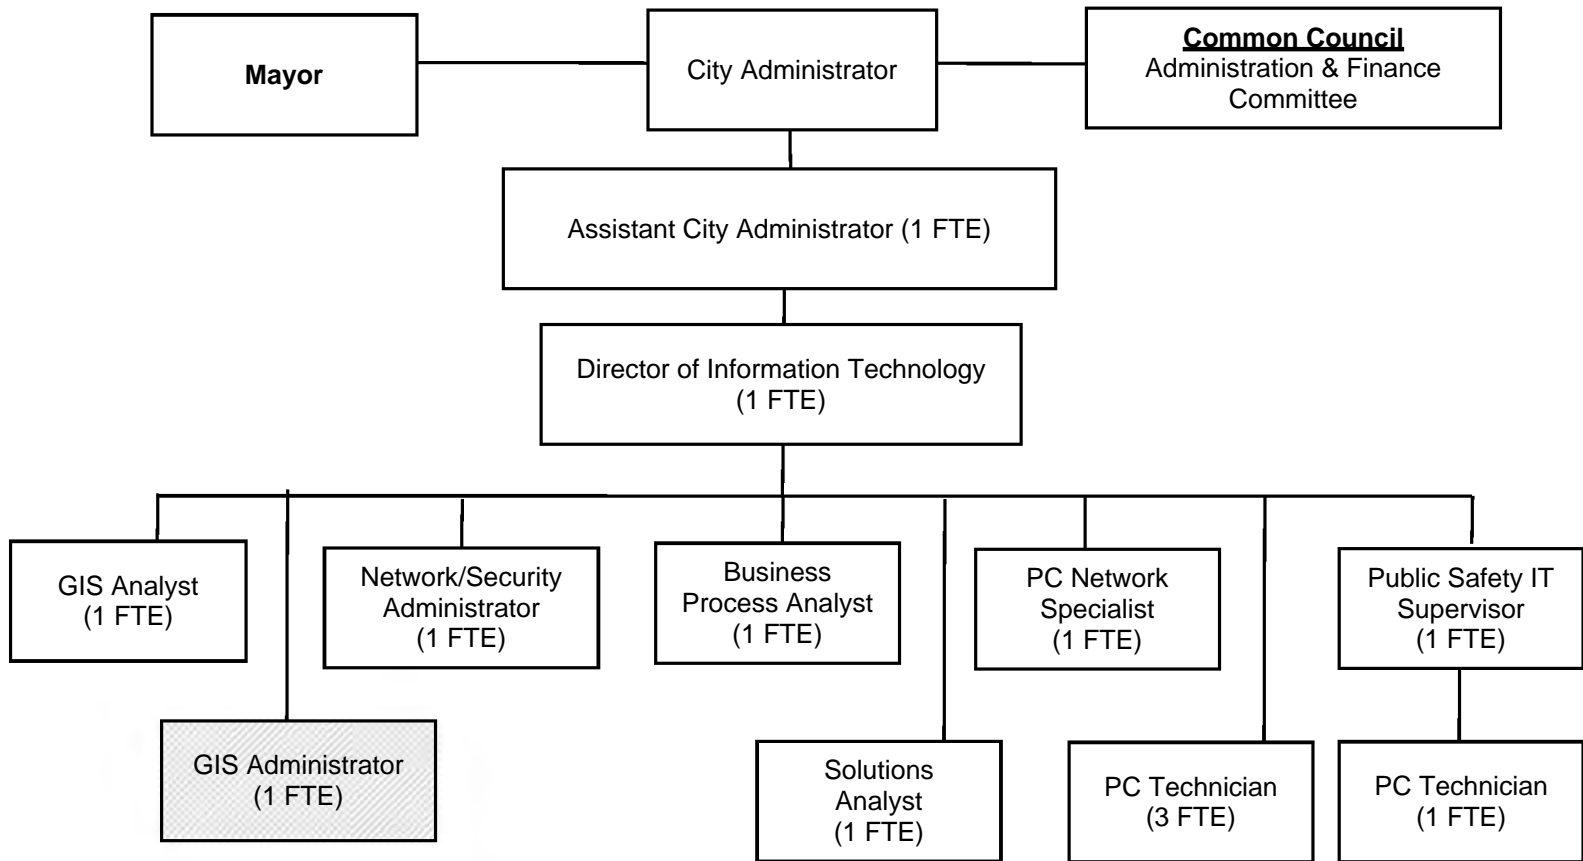 Mayor
City Administrator
Common Council
Administration & Finance
Committee
Assistant City Administrator (1 FTE)
Director of Information Technology
(1 FTE)
GIS Analyst
(1 FTE)
Network/Security
Administrator
(1 FTE)
Business
Process Analyst
(1 FTE)
PC Network
Specialist
(1 FTE)
Public Safety IT
Supervisor
(1 FTE)
GIS Administrator
(1 FTE)
Solutions
Analyst
(1 FTE)
PC Technician
(3 FTE)
PC Technician
(1 FTE)